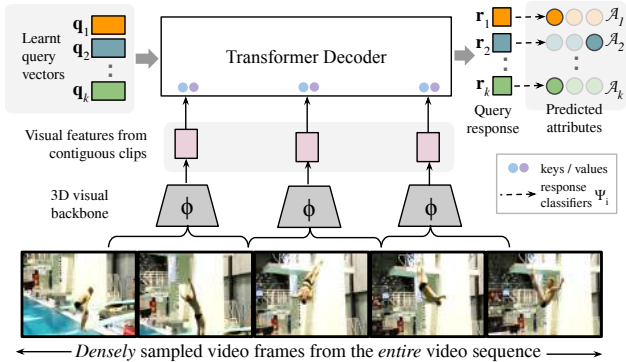 Learnt
query
vectors
q1
q2
qk
Transformer Decoder
r1
r2
rk
A1
A2
Ak
Query
response
Predicted
attributes
Visual features from
contiguous clips
keys / values
response
classifiers Ψi
3D visual
backbone
ϕ ϕ ϕ
Densely sampled video frames from the entire video sequence